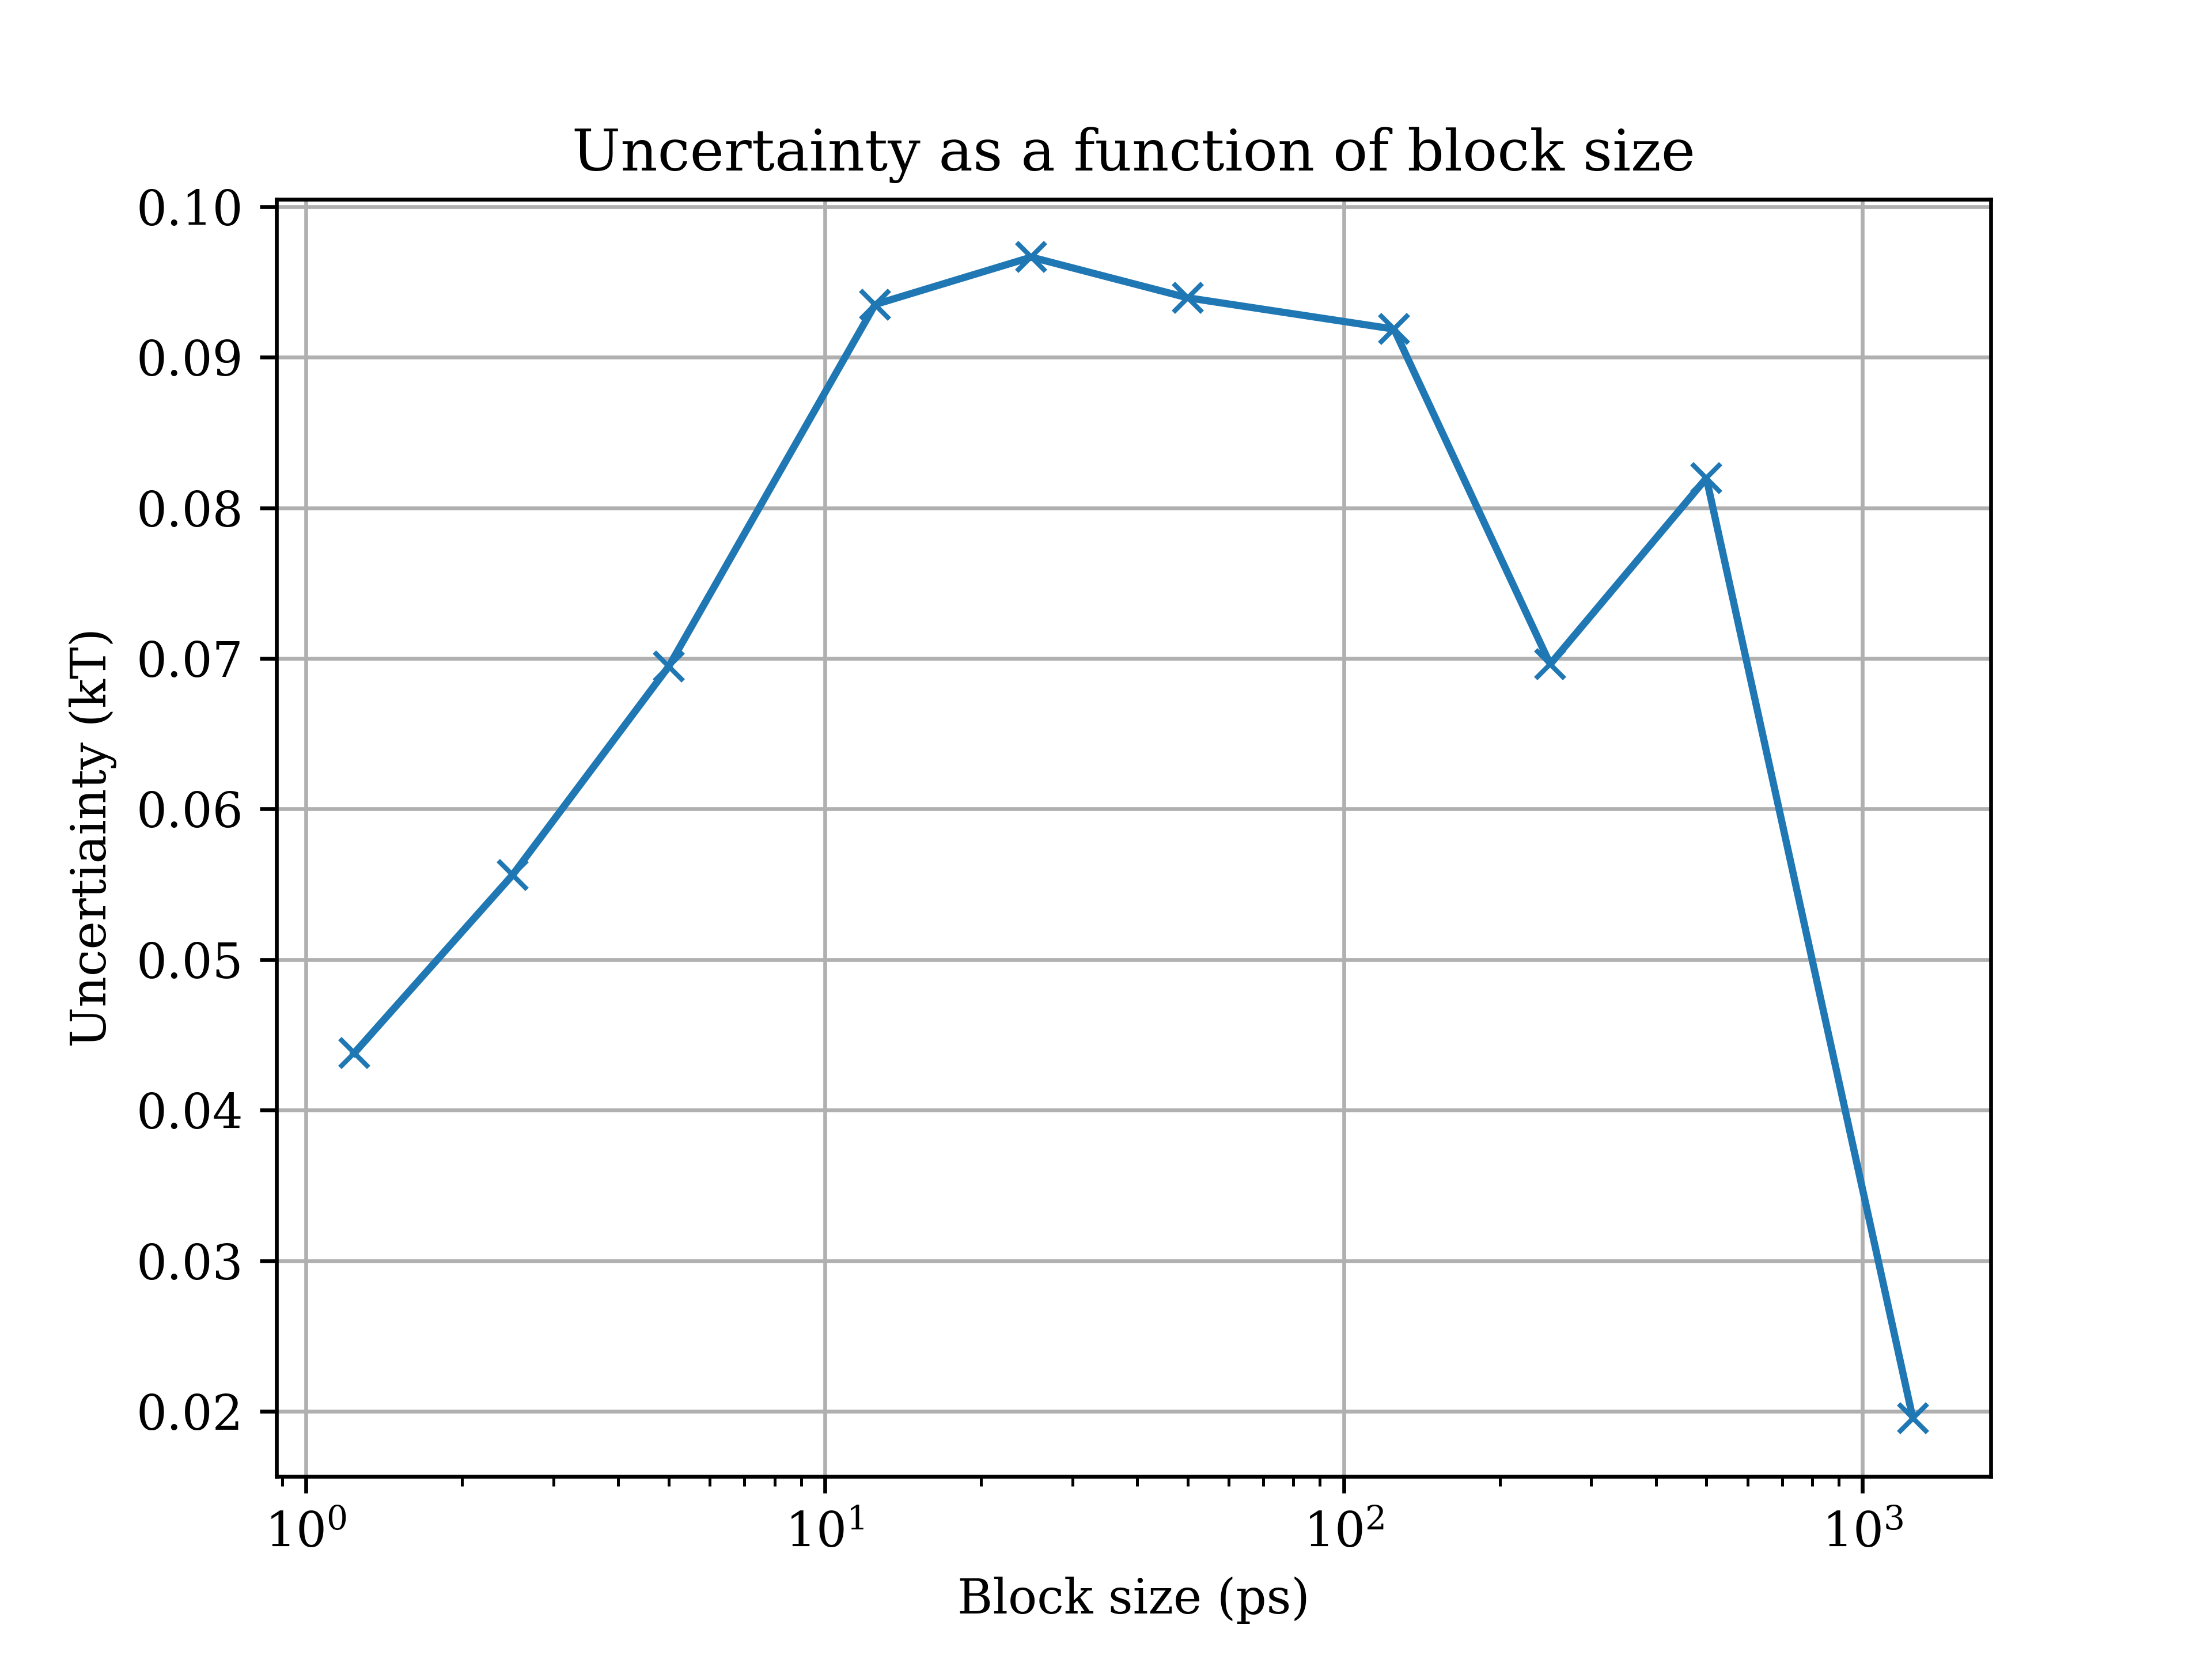 Uncertainty as a function of block size
0.10
0.09
0.08
0.07
0.06
0.05
0.04
0.03
0.02
Uncertiainty (kT)
10⁰ 10¹ 10² 10³
Block size (ps)